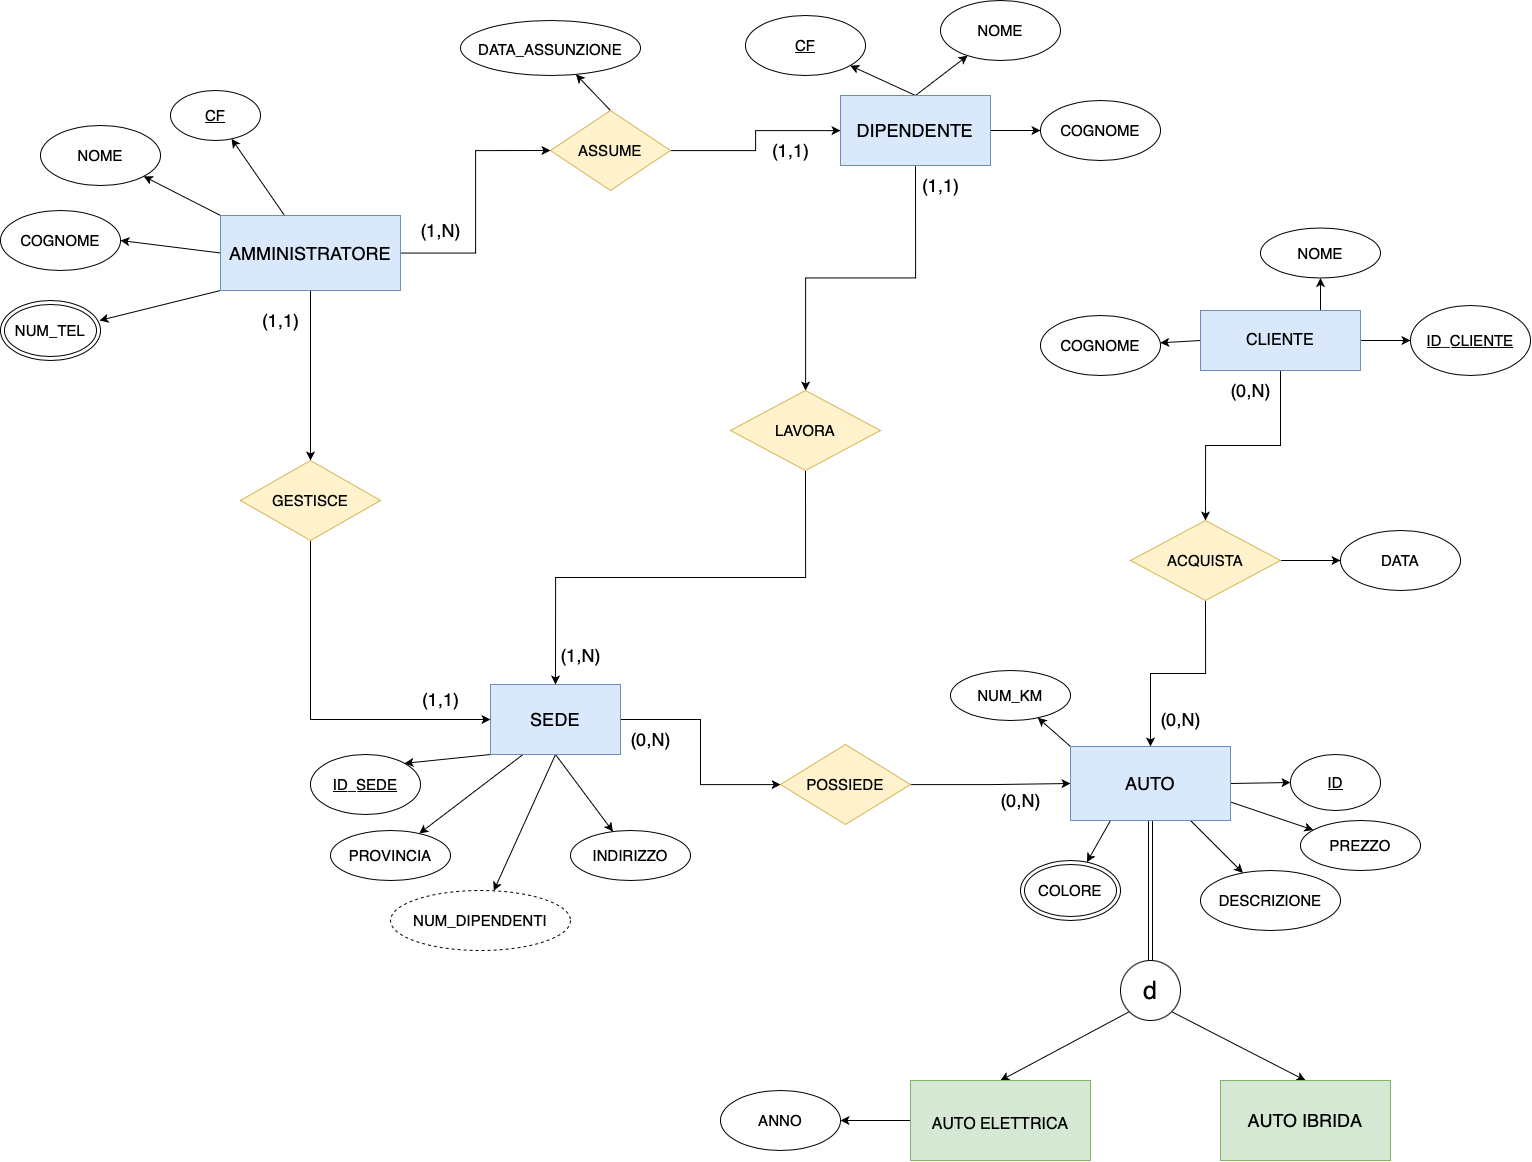 NOME
CF
DATA_ASSUNZIONE
CF
DIPENDENTE
COGNOME
NOME
ASSUME
(1,1)
(1,1)
COGNOME
AMMINISTRATORE
(1,N)
NUM_TEL
(1,1)
NOME
CLIENTE
ID_CLIENTE
COGNOME
(0,N)
LAVORA
GESTISCE
ACQUISTA
DATA
(1,N)
(1,1)
SEDE
(0,N)
NUM_KM
(0,N)
ID_SEDE
POSSIEDE
(0,N)
AUTO
ID
PROVINCIA
INDIRIZZO
PREZZO
NUM_DIPENDENTI
COLORE
DESCRIZIONE
d
ANNO
AUTO ELETTRICA
AUTO IBRIDA